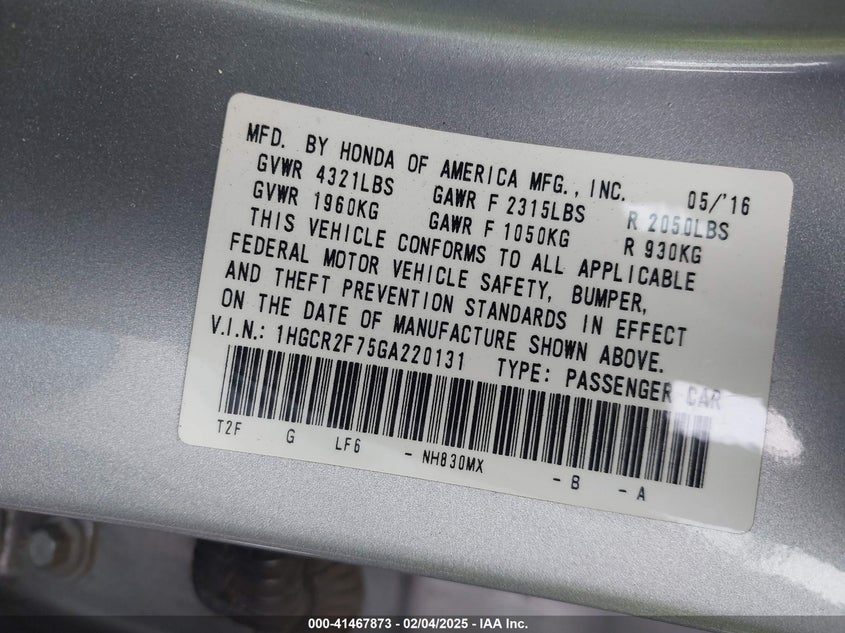 MFD. BY HONDA OF AMERICA MFG., INC. 05/'16
GVWR 4321LBS GAWR F 2315LBS R 2050LBS
GVWR 1960KG GAWR F 1050KG R 930KG
THIS VEHICLE CONFORMS TO ALL APPLICABLE
FEDERAL MOTOR VEHICLE SAFETY, BUMPER,
AND THEFT PREVENTION STANDARDS IN EFFECT
ON THE DATE OF MANUFACTURE SHOWN ABOVE.
V.I.N.: 1HGCR2F75GA220131 TYPE: PASSENGER CAR
T2F G LF6 - NH830MX - B - A
000-41467873 - 02/04/2025 - IAA Inc.